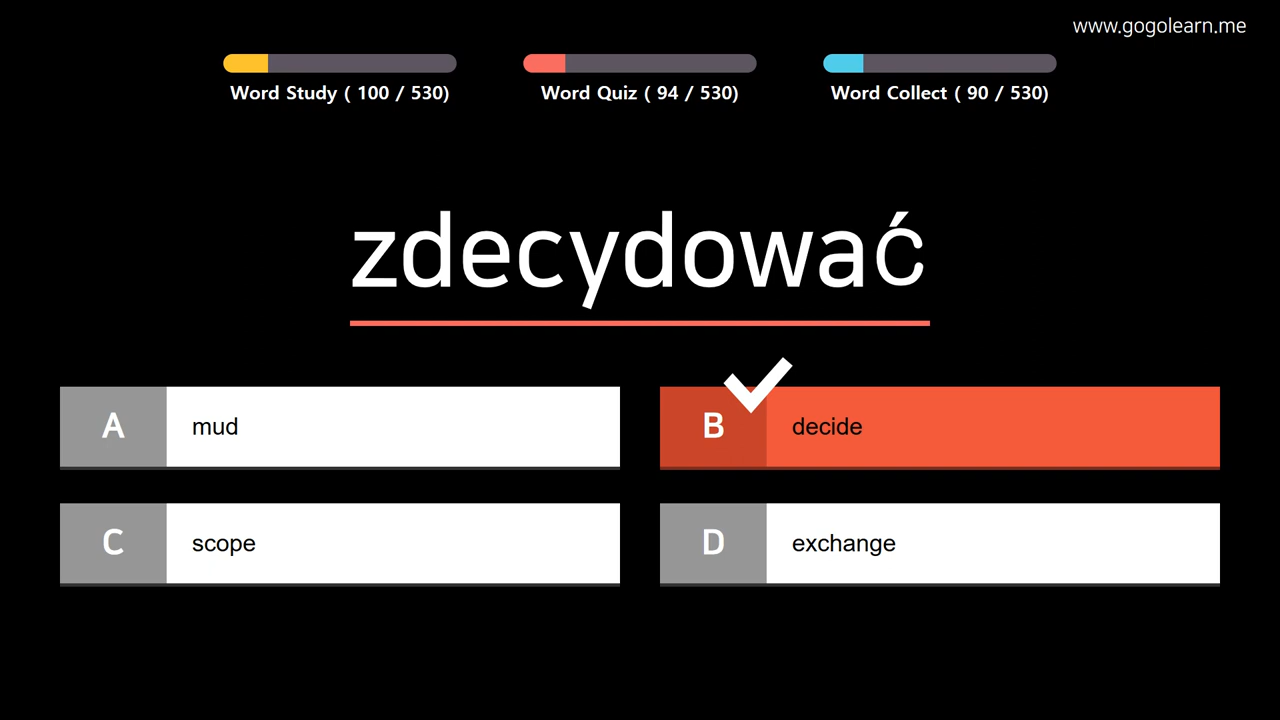 www.gogolearn.me
Word Study ( 100 / 530)
Word Quiz ( 94 / 530)
Word Collect ( 90 / 530)
zdecydować
A mud
B decide
C scope
D exchange